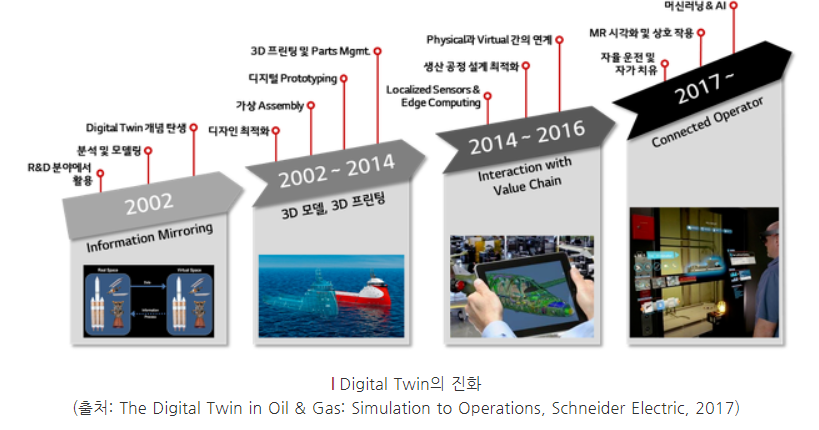 R&D 분야에서
활용
분석 및 모델링
Digital Twin 개념 탄생
2002
Information Mirroring
Real Space
Virtual Space
Data
Information
Process
디자인 최적화
가상 Assembly
디지털 Prototyping
3D 프린팅 및 Parts Mgmt.
2002 ~ 2014
3D 모델, 3D 프린팅
Localized Sensors &
Edge Computing
생산 공정 설계 최적화
Physical과 Virtual 간의 연계
2014 ~ 2016
Interaction with
Value Chain
자율 운전 및
자가 치유
MR 시각화 및 상호 작용
머신러닝 & AI
2017 ~
Connected Operator
l Digital Twin의 진화
(출처: The Digital Twin in Oil & Gas: Simulation to Operations, Schneider Electric, 2017)